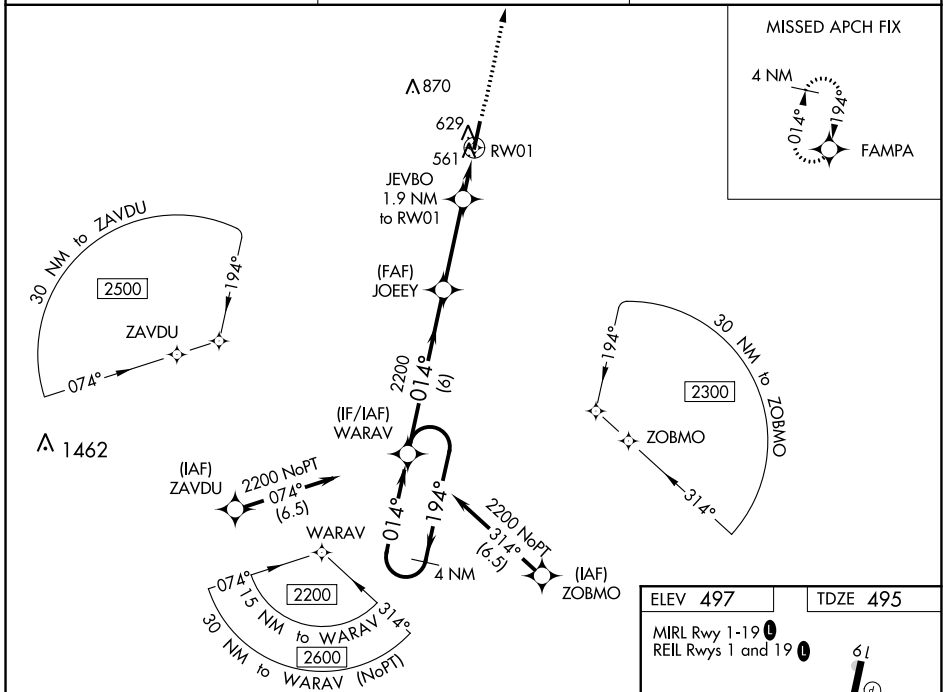 MISSED APCH FIX
4 NM
014°
194°
FAMPA
870
629
561
RW01
JEVBO
1.9 NM
to RW01
(FAF)
JOEEY
30 NM to ZAVDU
2500
194°
ZAVDU
074°
30 NM to ZOBMO
2300
194°
ZOBMO
314°
2200
014°
(6)
(IF/IAF)
WARAV
1462
(IAF)
ZAVDU
2200 NoPT
074°
(6.5)
014°
194°
4 NM
2200 NoPT
314°
(6.5)
(IAF)
ZOBMO
WARAV
074°
314°
2200
15 NM to WARAV
2600
30 NM to WARAV (NoPT)
ELEV 497
TDZE 495
MIRL Rwy 1-19 L
REIL Rwys 1 and 19 L
19
P